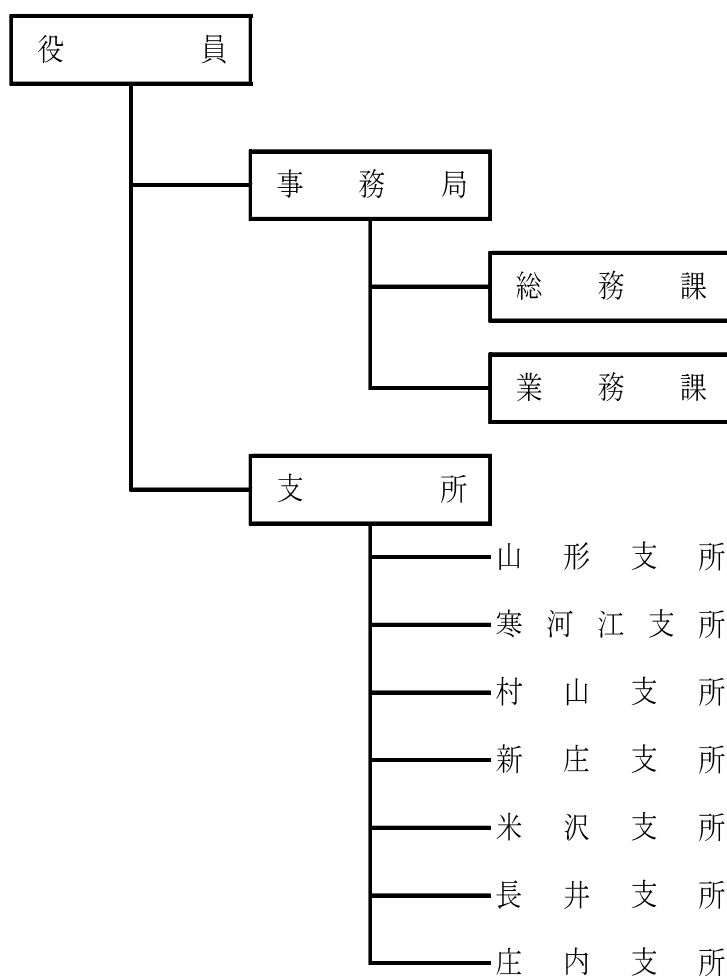 役員
事務局
総務課
業務課
支所
山形支所
寒河江支所
村山支所
新庄支所
米沢支所
長井支所
庄内支所